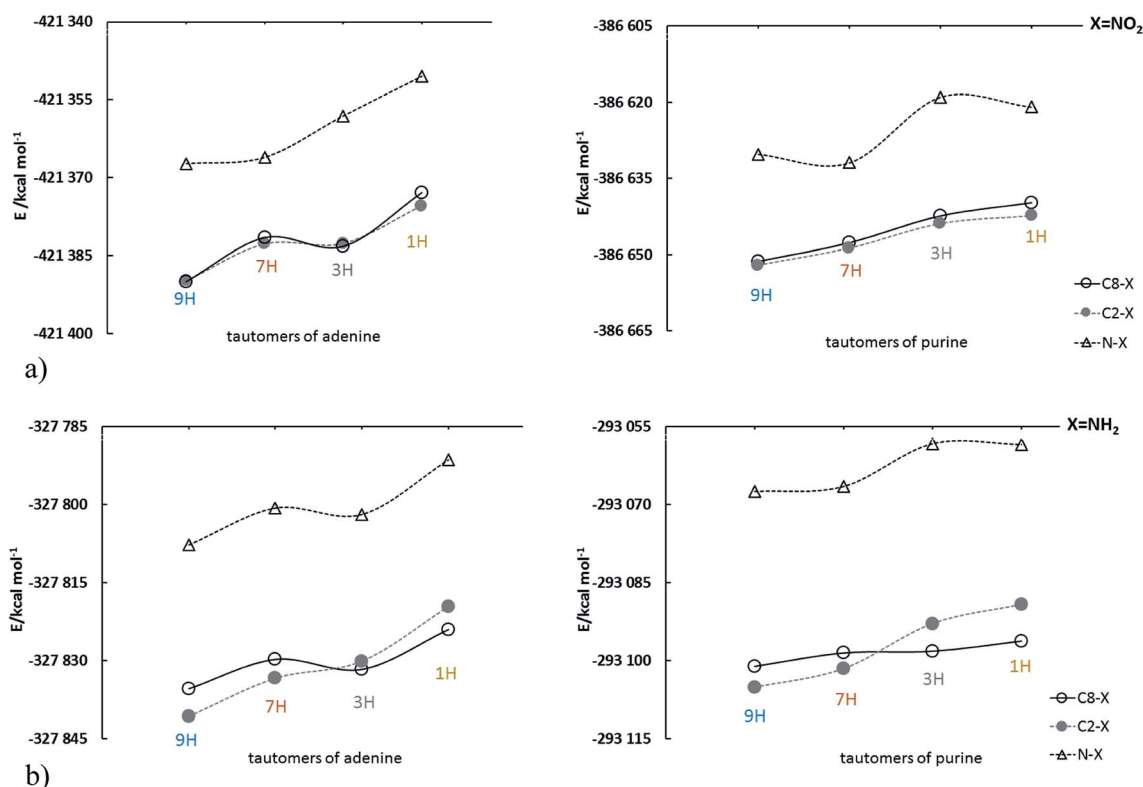 -421 340
-421 355
-421 370
-421 385
-421 400
E /kcal mol-1
9H
7H
3H
1H
tautomers of adenine
a)
-386 605
-386 620
-386 635
-386 650
-386 665
E/kcal mol-1
X=NO2
9H
7H
3H
1H
C8-X
C2-X
N-X
tautomers of purine
-327 785
-327 800
-327 815
-327 830
-327 845
E/kcal mol-1
9H
7H
3H
1H
tautomers of adenine
b)
-293 055
-293 070
-293 085
-293 100
-293 115
E/kcal mol-1
X=NH2
9H
7H
3H
1H
C8-X
C2-X
N-X
tautomers of purine